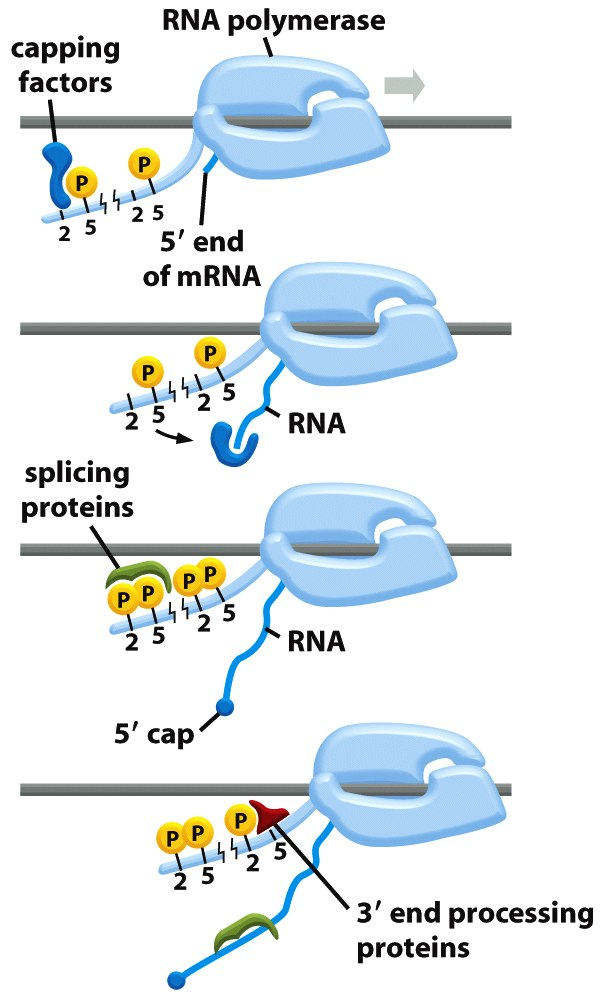 RNA polymerase
capping
factors
P
P
2 5 2 5
5′ end
of mRNA
P
P
2 5 2 5
RNA
splicing
proteins
P P P P
2 5 2 5
RNA
5′ cap
P P P
2 5 2 5
3′ end processing
proteins